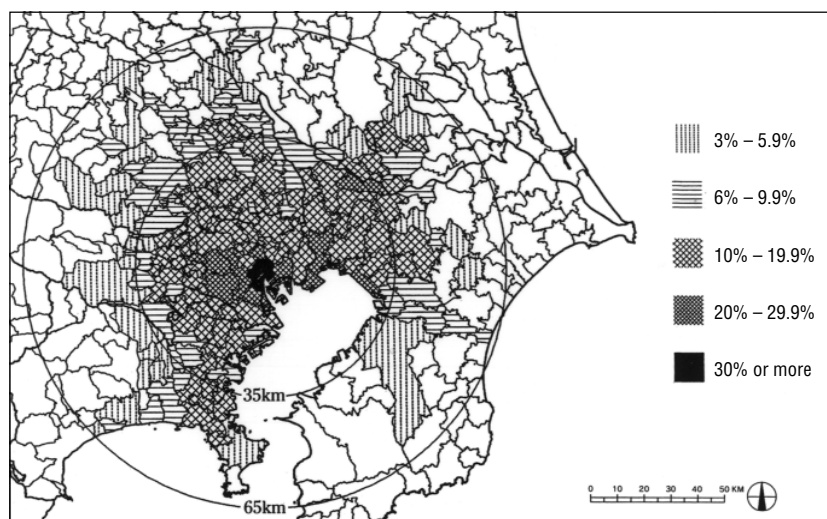 3% – 5.9%
6% – 9.9%
10% – 19.9%
20% – 29.9%
30% or more
35km
65km
0 10 20 30 40 50 KM